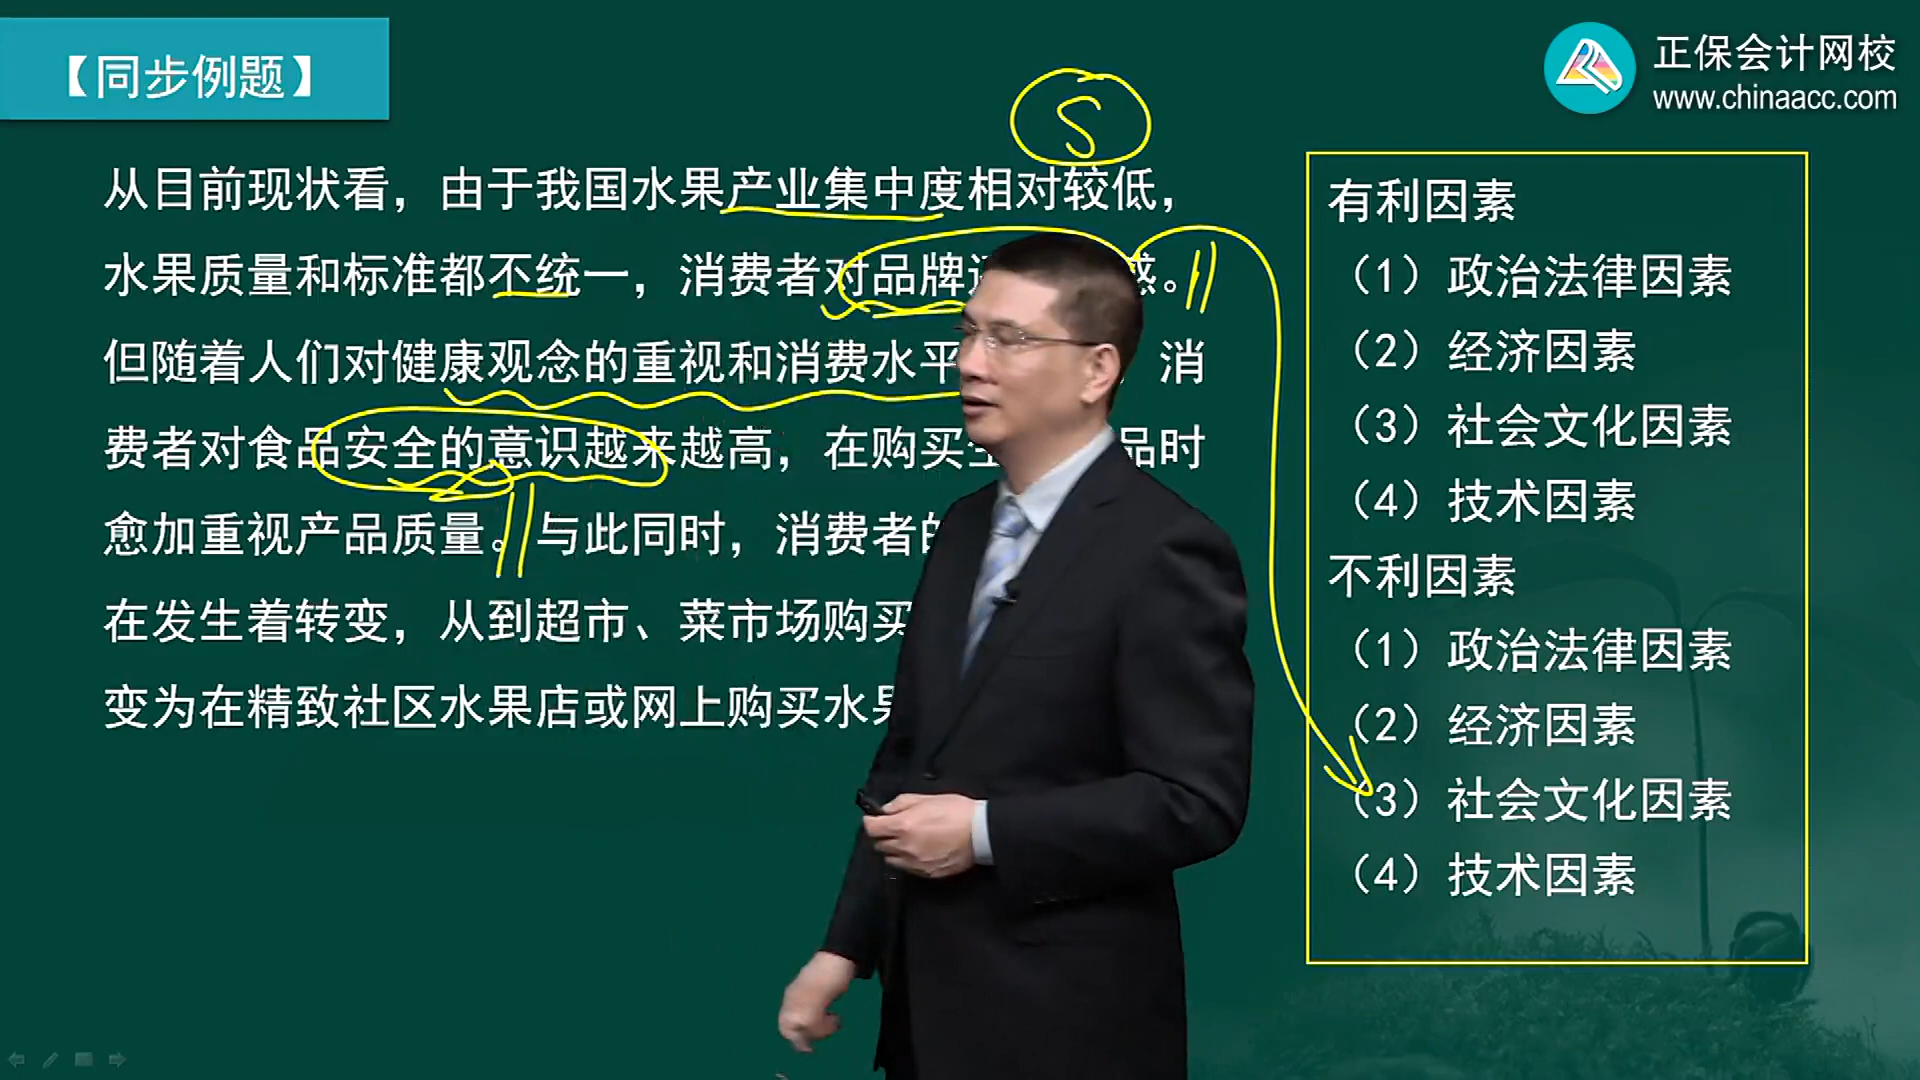 【同步例题】
正保会计网校
www.chinaacc.com
S
从目前现状看，由于我国水果产业集中度相对较低，
水果质量和标准都不统一，消费者对品牌 感。
但随着人们对健康观念的重视和消费水平 ，消
费者对食品安全的意识越来越高，在购买 品时
愈加重视产品质量。与此同时，消费者的
在发生着转变，从到超市、菜市场购买
变为在精致社区水果店或网上购买水果
有利因素
（1）政治法律因素
（2）经济因素
（3）社会文化因素
（4）技术因素
不利因素
（1）政治法律因素
（2）经济因素
（3）社会文化因素
（4）技术因素